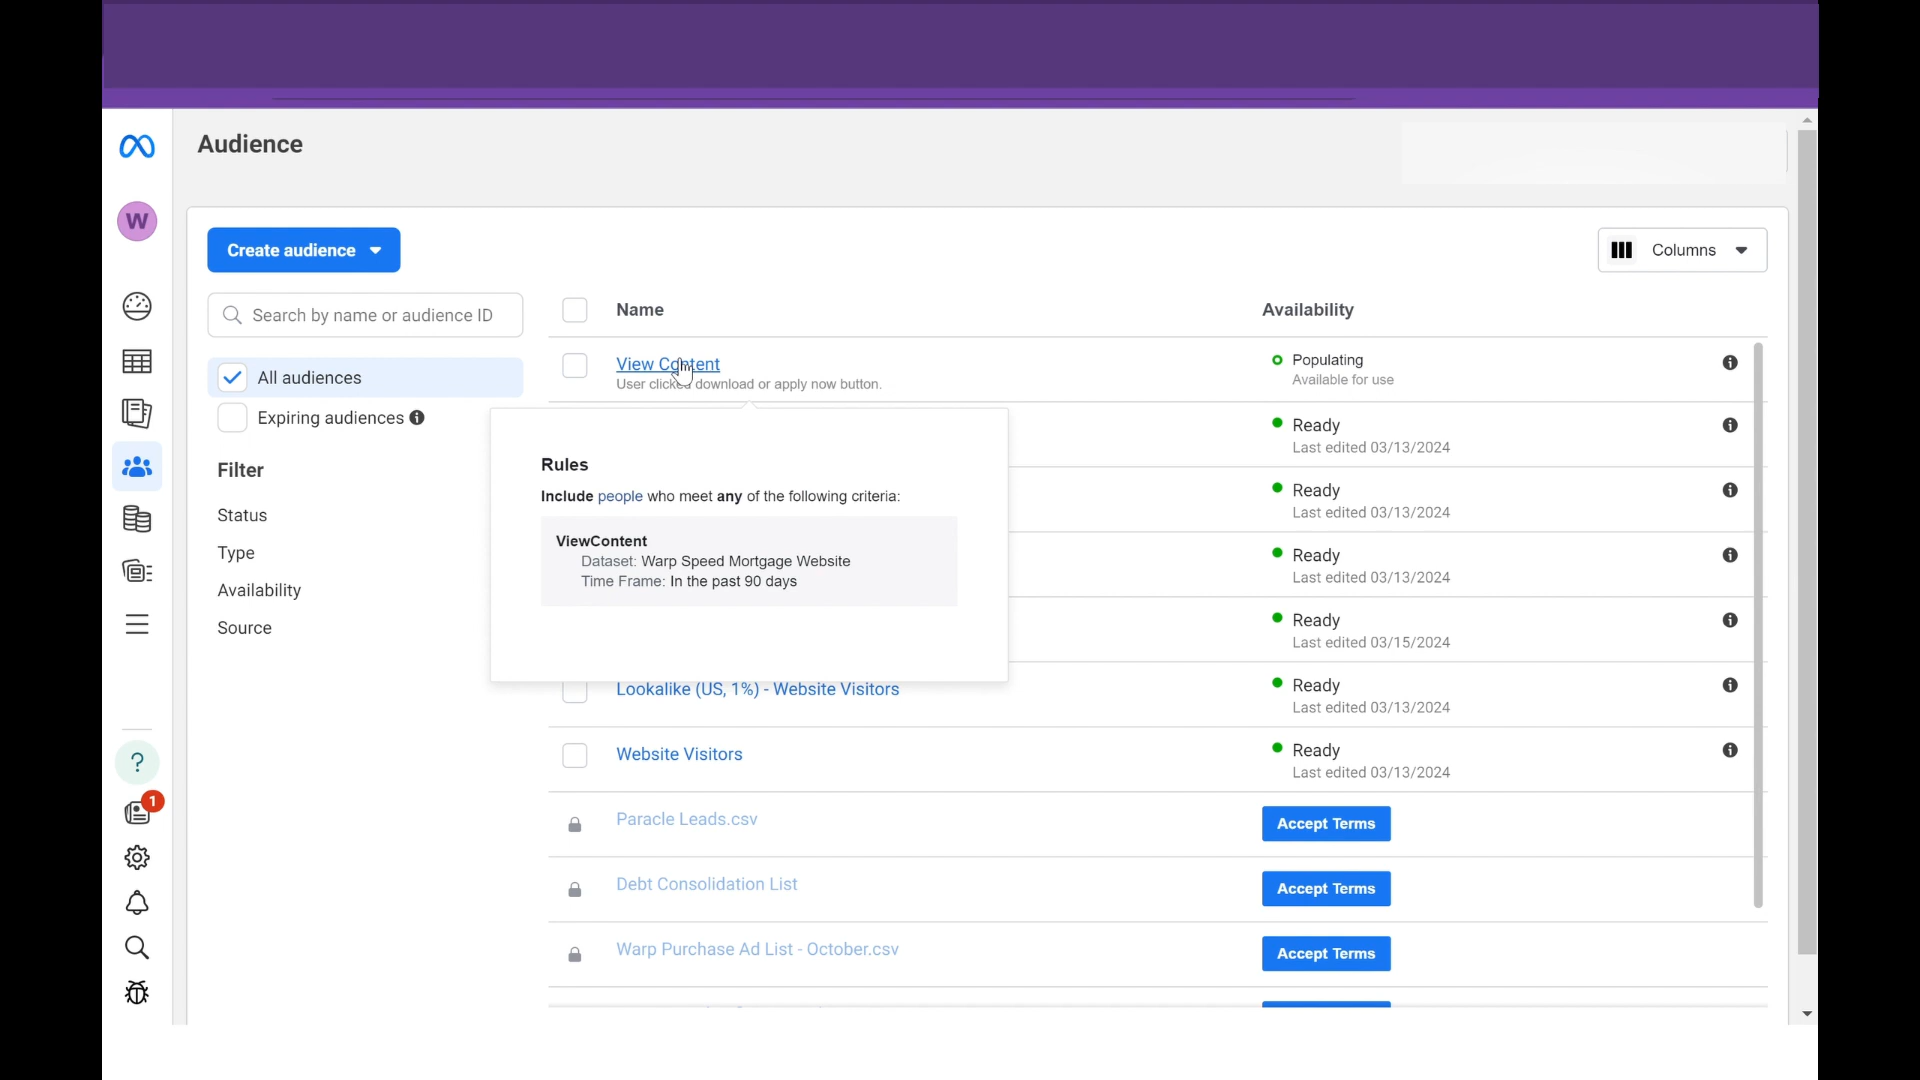 Audience
W
Create audience
Columns
Search by name or audience ID
Name
Availability
All audiences
Expiring audiences
Filter
Status
Type
Availability
Source
View Content
User clicked download or apply now button.
Populating
Available for use
Rules
Include people who meet any of the following criteria:
ViewContent
Dataset: Warp Speed Mortgage Website
Time Frame: In the past 90 days
Ready
Last edited 03/13/2024
Ready
Last edited 03/13/2024
Ready
Last edited 03/13/2024
Ready
Last edited 03/15/2024
Lookalike (US, 1%) - Website Visitors
Ready
Last edited 03/13/2024
Website Visitors
Ready
Last edited 03/13/2024
Paracle Leads.csv
Accept Terms
Debt Consolidation List
Accept Terms
Warp Purchase Ad List - October.csv
Accept Terms
?
1